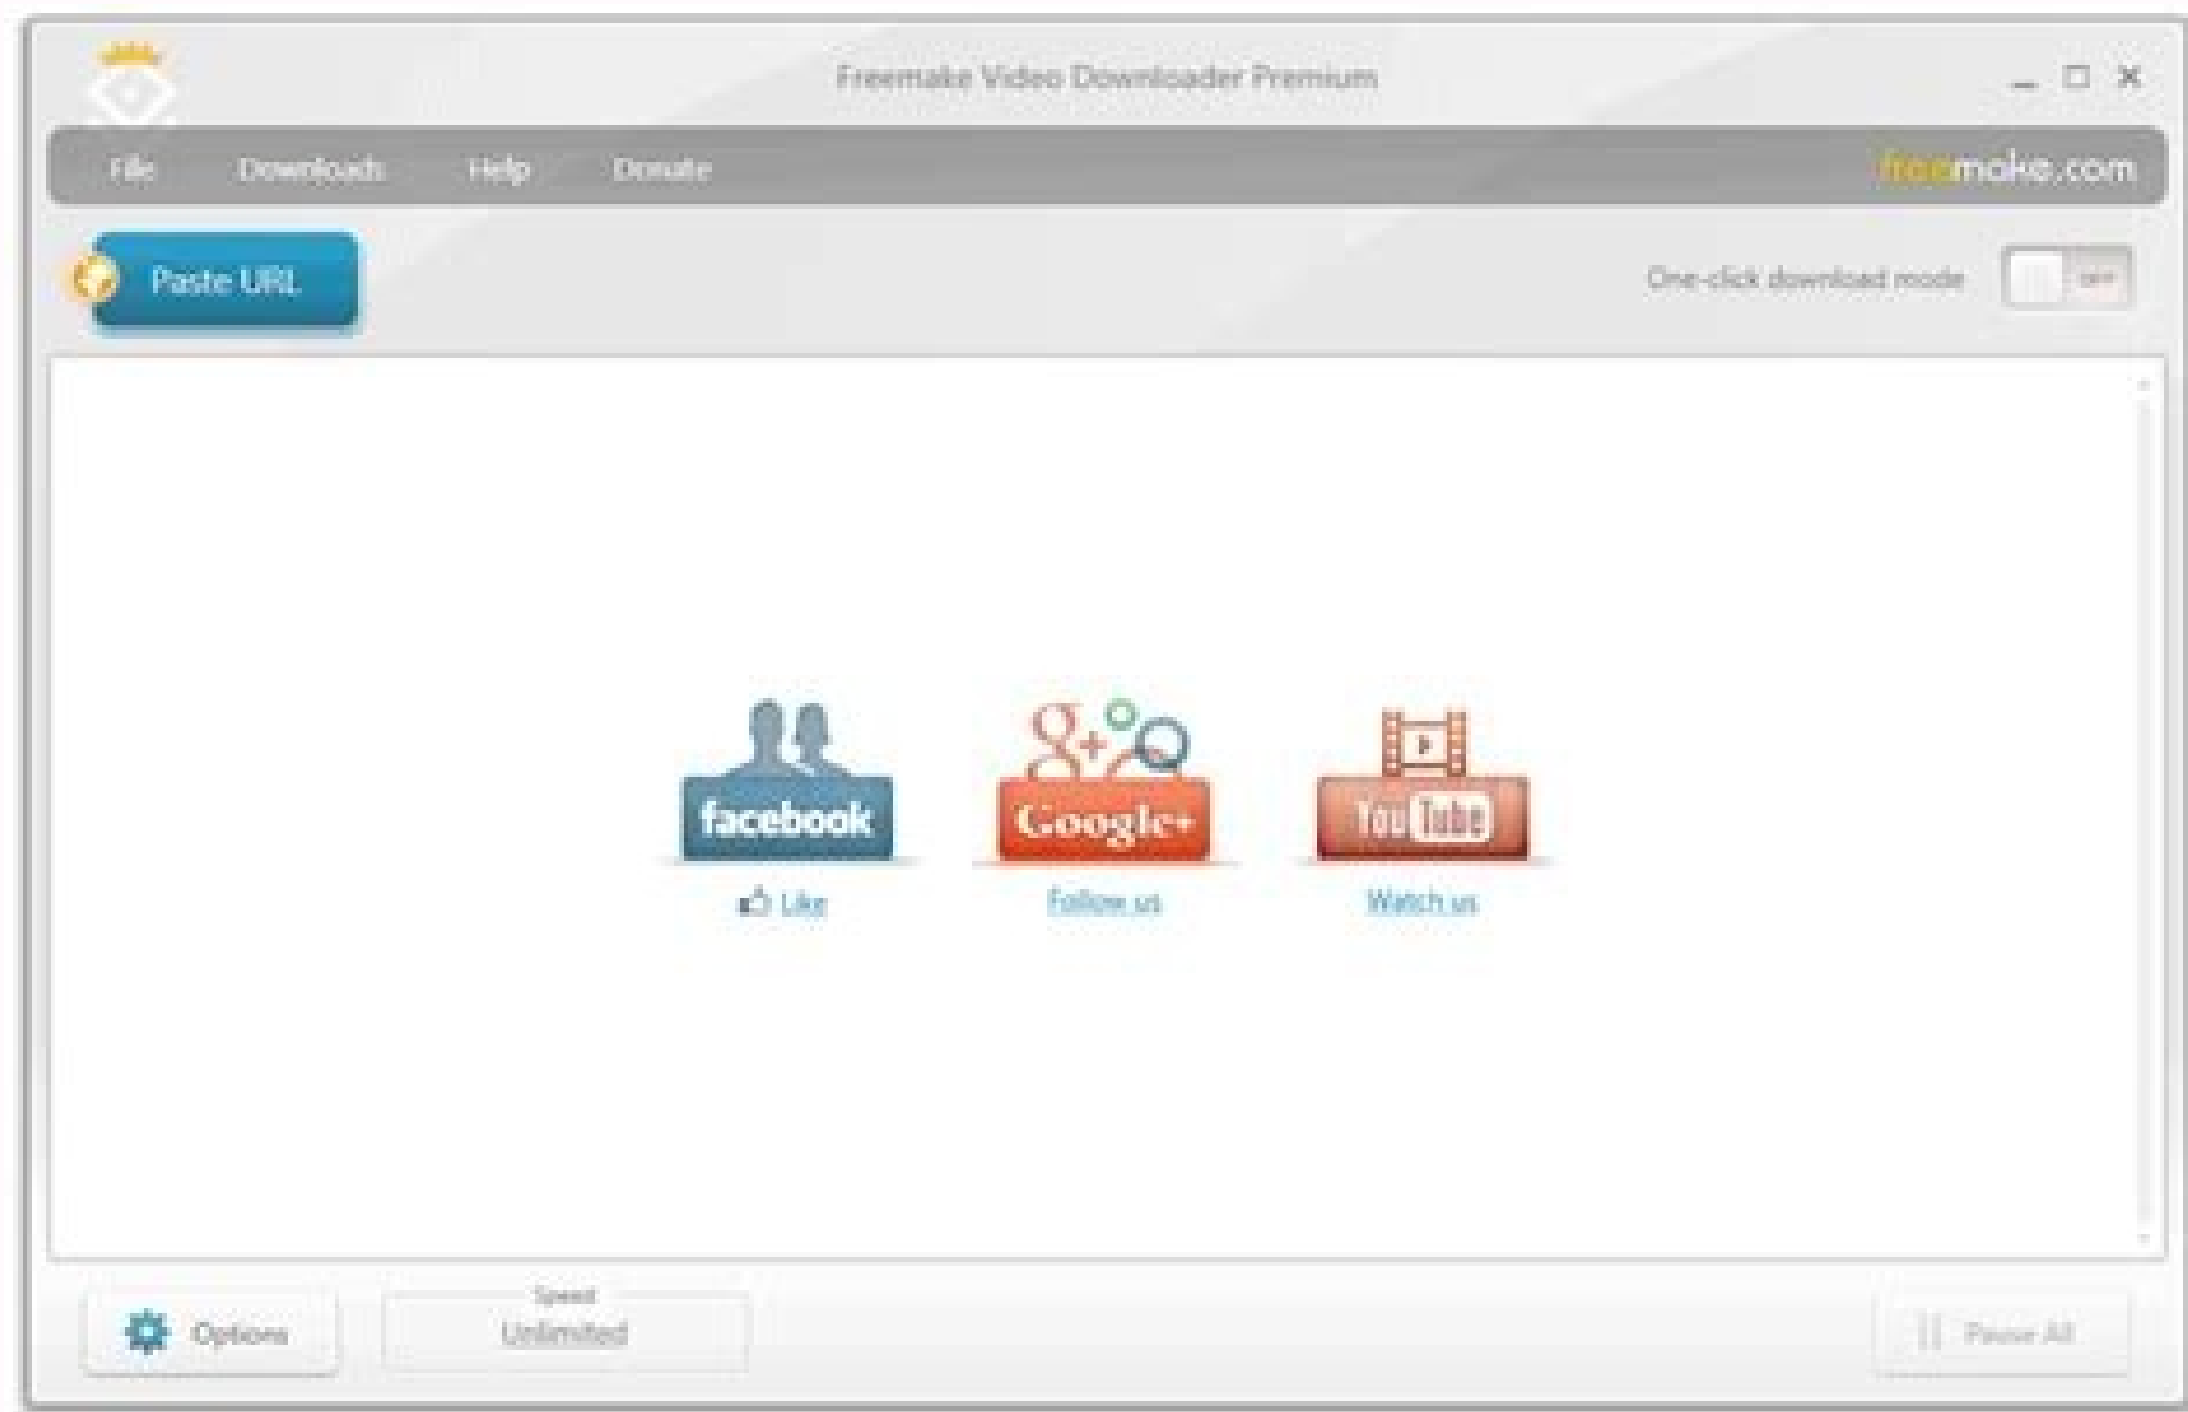 Freemake Video Downloader Premium
File Downloads Help Donate freemake.com
Paste URL One-click download mode OFF
facebook Google+ YouTube
Like Follow us Watch us
Speed
Options Unlimited Pause All